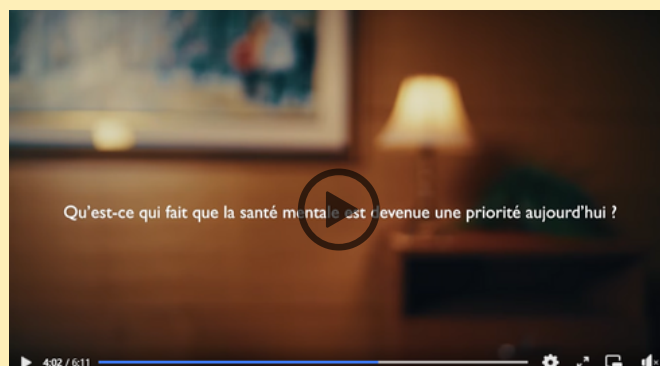 Qu'est-ce qui fait que la santé mentale est devenue une priorité aujourd'hui ?
4:02 / 6:11